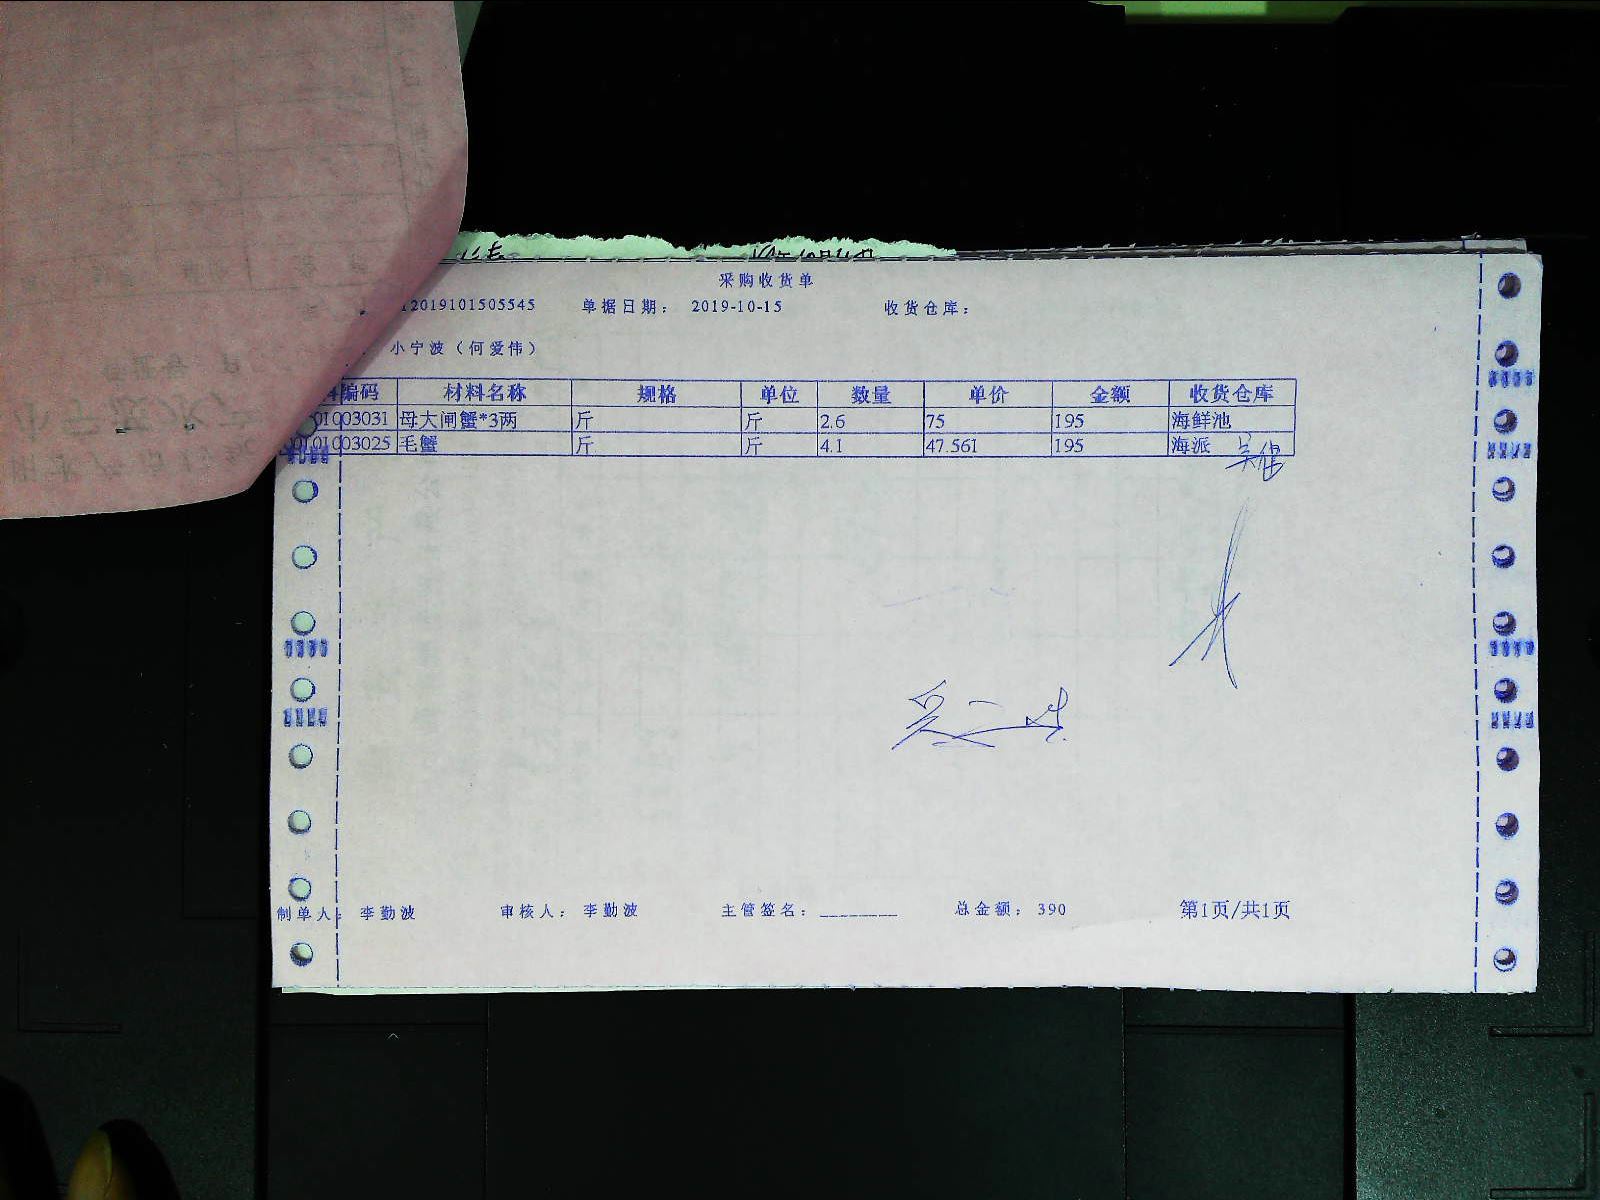 采购收货单
12019101505545 单据日期： 2019-10-15 收货仓库：
小宁波（何爱伟）
编码 材料名称 规格 单位 数量 单价 金额 收货仓库
01003031 母大闸蟹*3两 斤 斤 2.6 75 195 海鲜池
0101003025 毛蟹 斤 斤 4.1 47.561 195 海派
制单人： 李勤波 审核人： 李勤波 主管签名：________ 总金额： 390 第1页/共1页